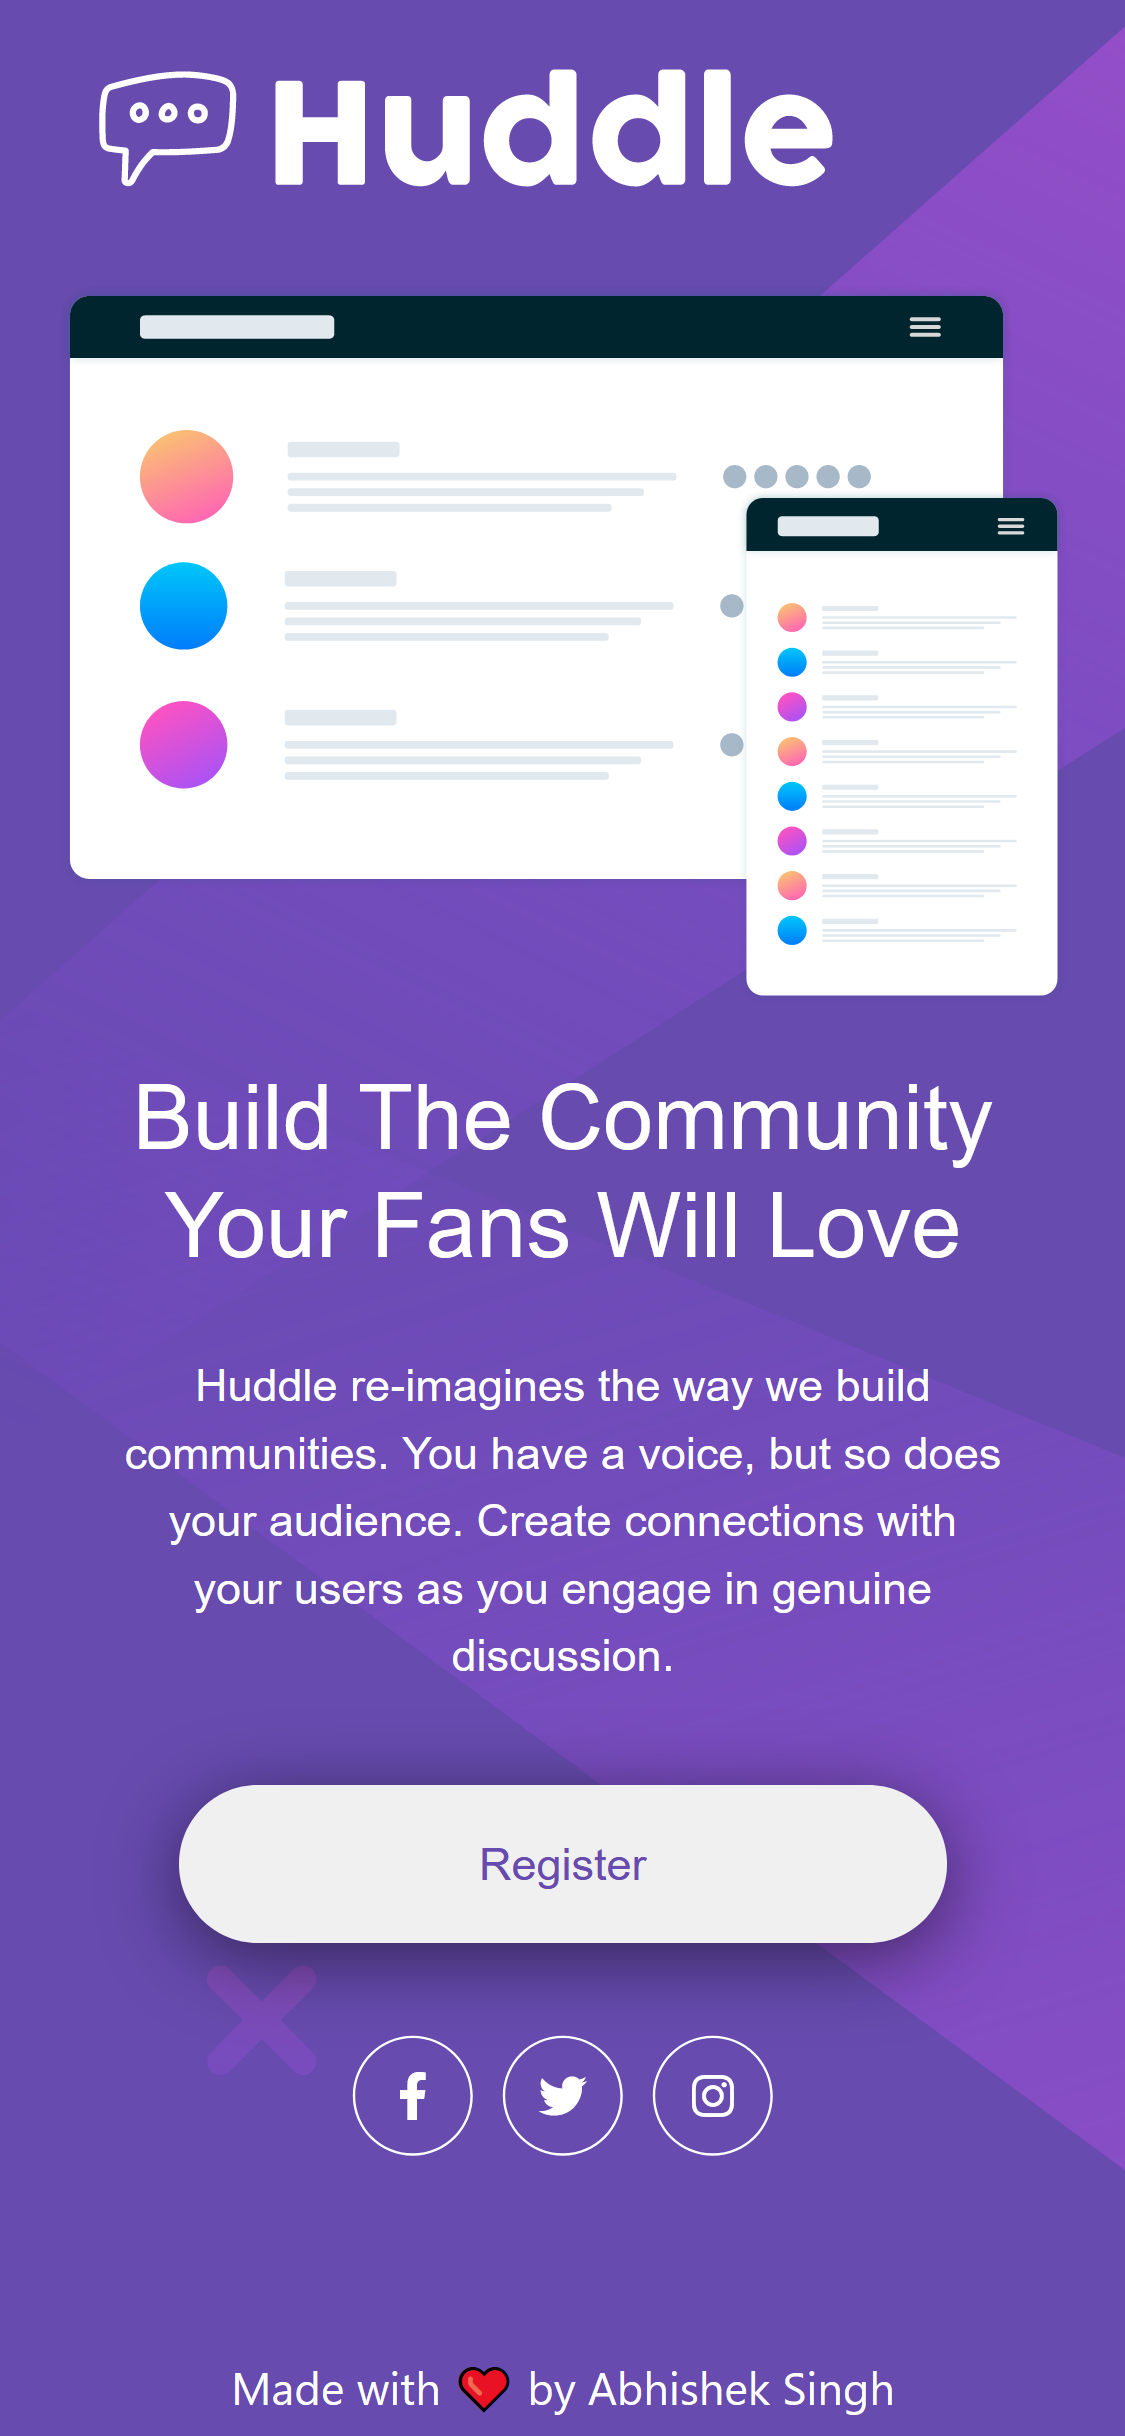 Huddle
Build The Community
Your Fans Will Love
Huddle re-imagines the way we build
communities. You have a voice, but so does
your audience. Create connections with
your users as you engage in genuine
discussion.
Register
Made with ❤ by Abhishek Singh